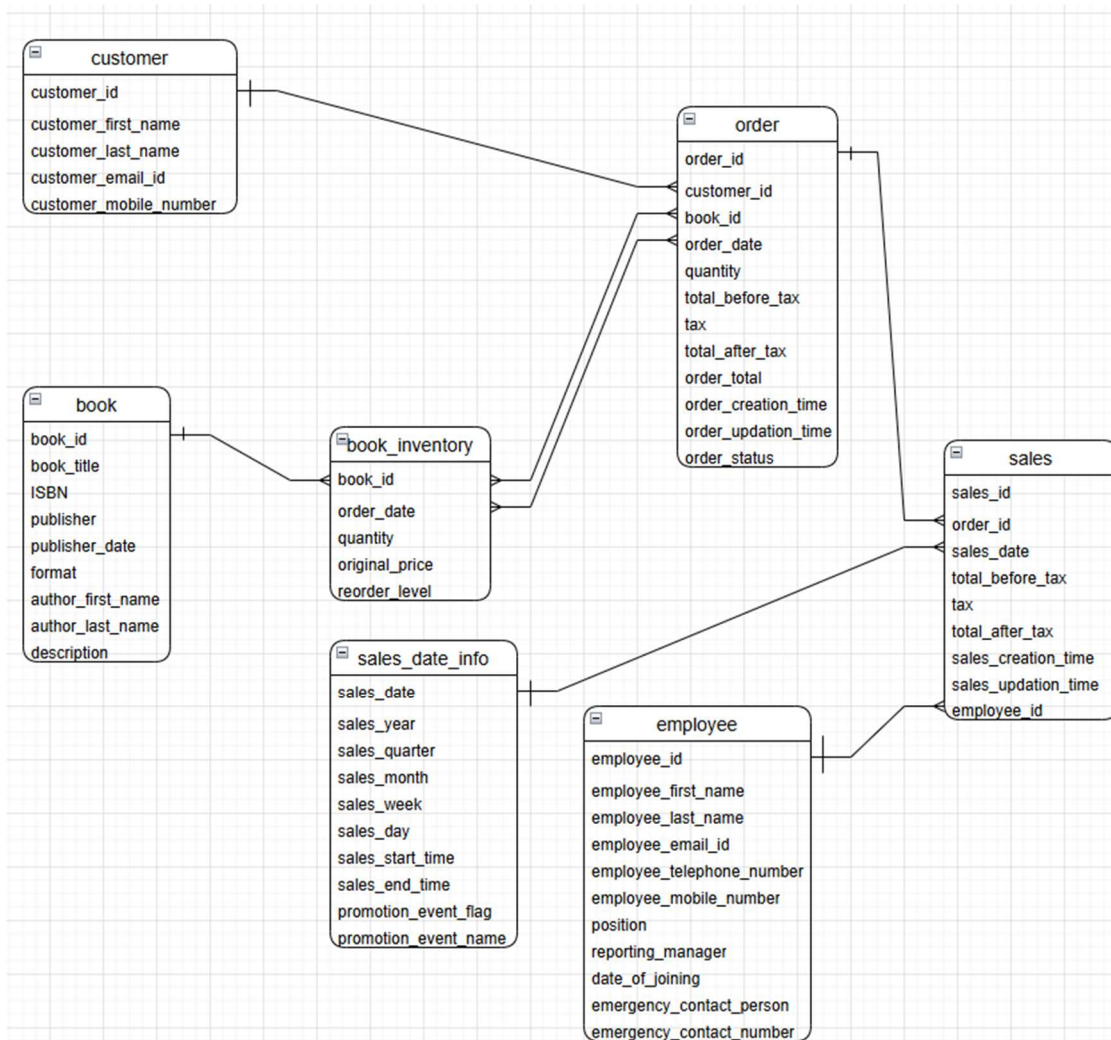 customer
customer_id
customer_first_name
customer_last_name
customer_email_id
customer_mobile_number
order
order_id
customer_id
book_id
order_date
quantity
total_before_tax
tax
total_after_tax
order_total
order_creation_time
order_updation_time
order_status
book
book_id
book_title
ISBN
publisher
publisher_date
format
author_first_name
author_last_name
description
book_inventory
book_id
order_date
quantity
original_price
reorder_level
sales
sales_id
order_id
sales_date
total_before_tax
tax
total_after_tax
sales_creation_time
sales_updation_time
employee_id
sales_date_info
sales_date
sales_year
sales_quarter
sales_month
sales_week
sales_day
sales_start_time
sales_end_time
promotion_event_flag
promotion_event_name
employee
employee_id
employee_first_name
employee_last_name
employee_email_id
employee_telephone_number
employee_mobile_number
position
reporting_manager
date_of_joining
emergency_contact_person
emergency_contact_number